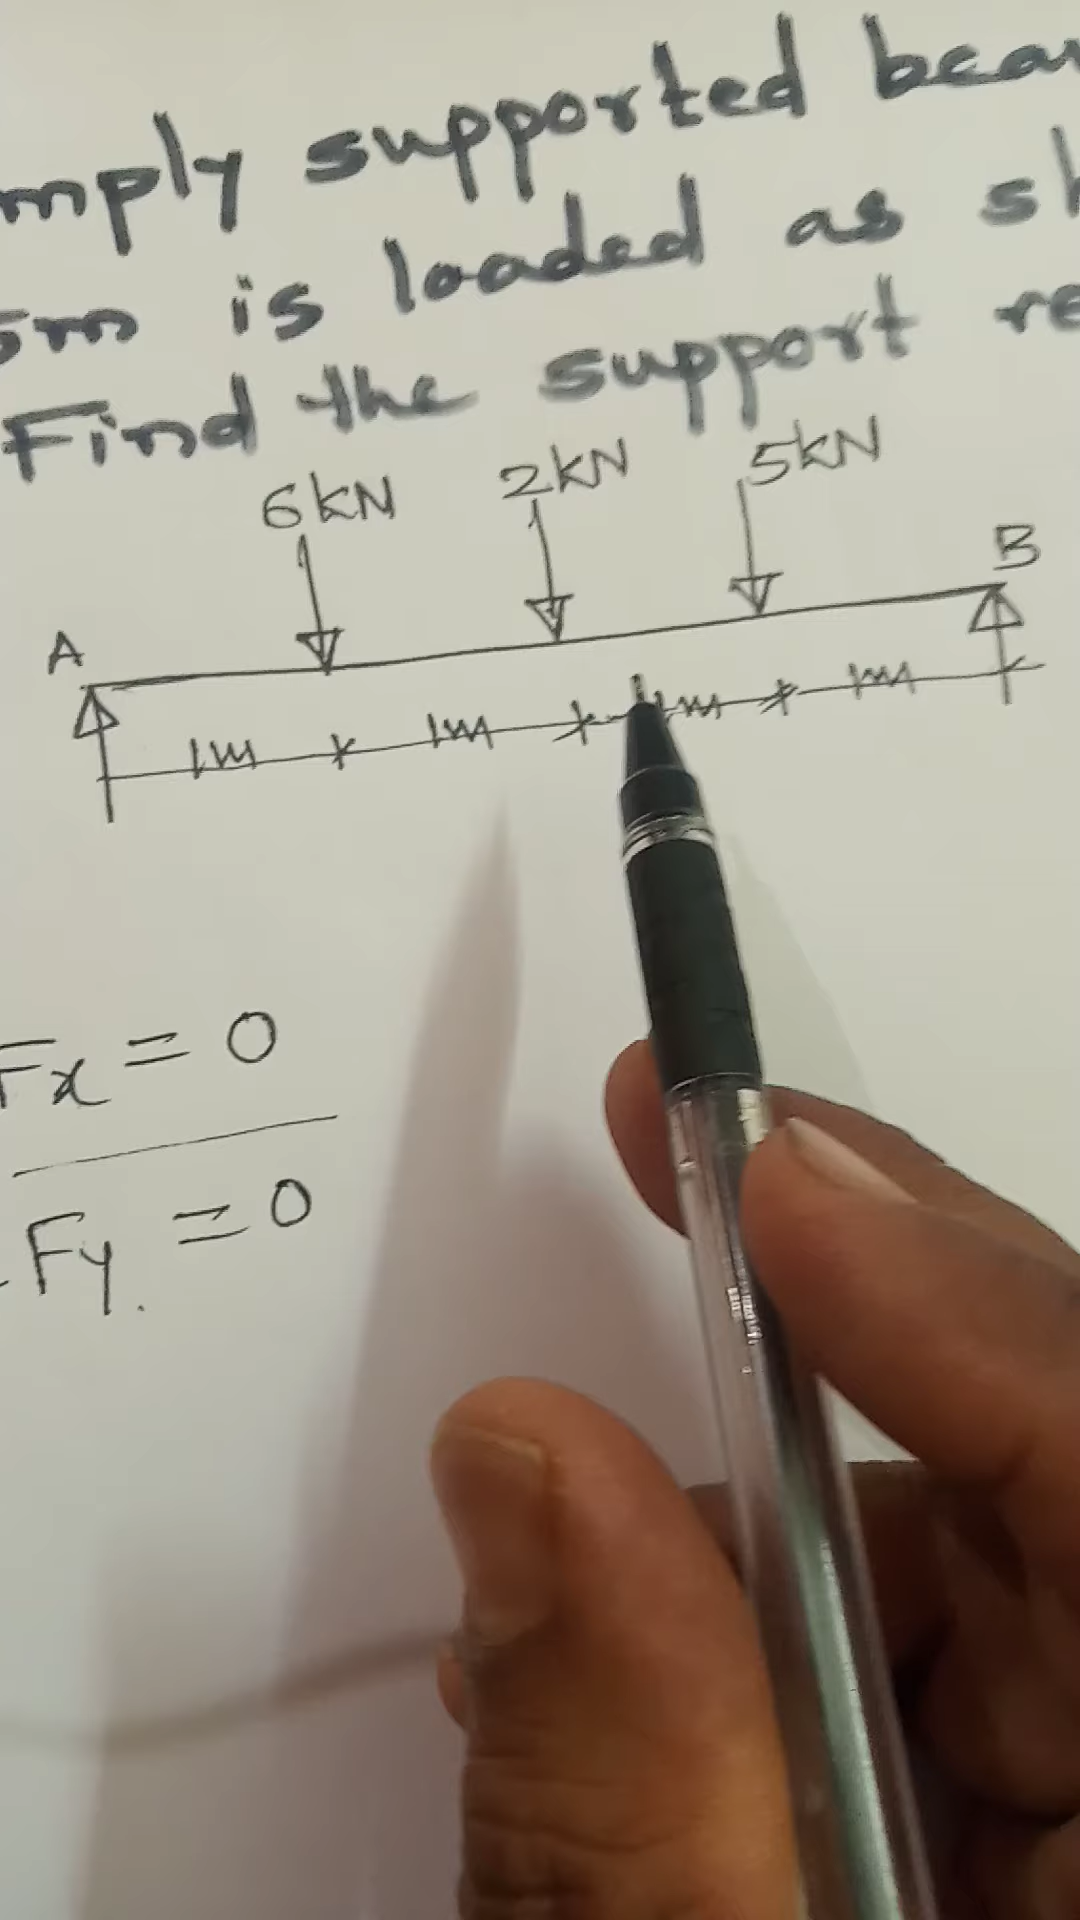 mply supported bea
5m is loaded as sh
Find the support re
6kN 2kN 5kN
A B
1m 1m 1m 1m
Fx = 0
Fy = 0